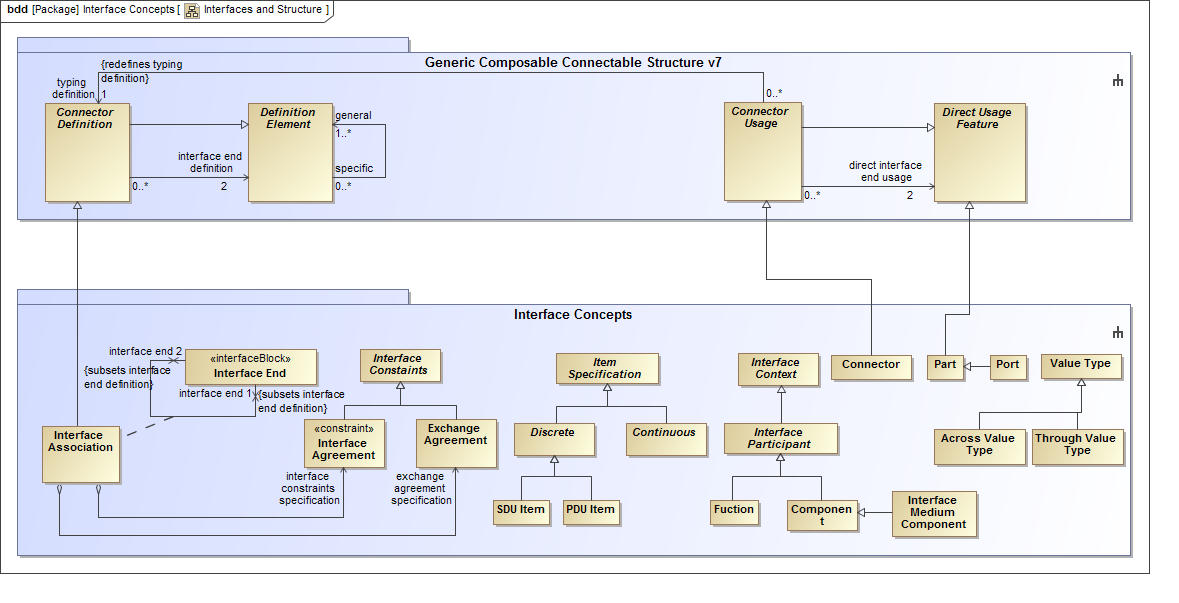 bdd [Package] Interface Concepts [ Interfaces and Structure ]
Generic Composable Connectable Structure v7
{redefines typing
definition}
typing
definition
1
0..*
Connector
Definition
Definition
Element
general
1..*
specific
0..*
interface end
definition
0..*
2
Connector
Usage
Direct Usage
Feature
direct interface
end usage
0..*
2
Interface Concepts
interface end 2
{subsets interface
end definition}
«interfaceBlock»
Interface End
interface end 1
{subsets interface
end definition}
Interface
Association
Interface
Constaints
«constraint»
Interface
Agreement
Exchange
Agreement
interface
constraints
specification
exchange
agreement
specification
Item
Specification
Discrete
Continuous
SDU Item
PDU Item
Interface
Context
Interface
Participant
Fuction
Componen
t
Interface
Medium
Component
Connector
Part
Port
Value Type
Across Value
Type
Through Value
Type